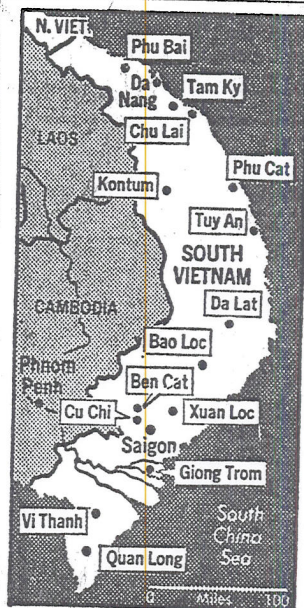 N. VIET.
Phu Bai
Da
Nang
Tam Ky
LAOS
Chu Lai
Phu Cat
Kontum
Tuy An
SOUTH
VIETNAM
CAMBODIA
Da Lat
Bao Loc
Phnom
Penh
Ben Cat
Cu Chi
Xuan Loc
Saigon
Giong Trom
Vi Thanh
South
China
Sea
Quan Long
0 Miles 100